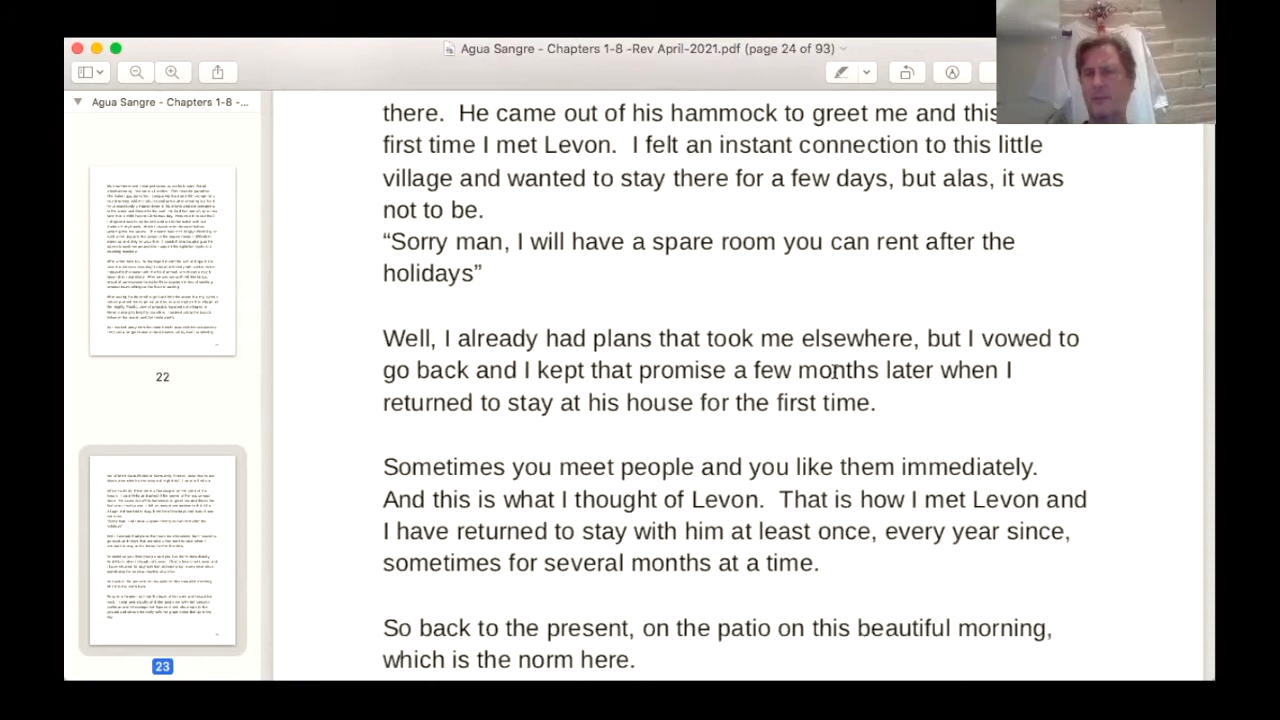 Agua Sangre - Chapters 1-8 -Rev April-2021.pdf (page 24 of 93)
Agua Sangre - Chapters 1-8 -...
there.  He came out of his hammock to greet me and this
first time I met Levon.  I felt an instant connection to this little
village and wanted to stay there for a few days, but alas, it was
not to be.
“Sorry man, I will have a spare room you can rent after the
holidays”
Well, I already had plans that took me elsewhere, but I vowed to
go back and I kept that promise a few months later when I
returned to stay at his house for the first time.
Sometimes you meet people and you like them immediately.
And this is what I thought of Levon.  That is how I met Levon and
I have returned to stay with him at least once, every year since,
sometimes for several months at a time.
So back to the present, on the patio on this beautiful morning,
which is the norm here.
22
23